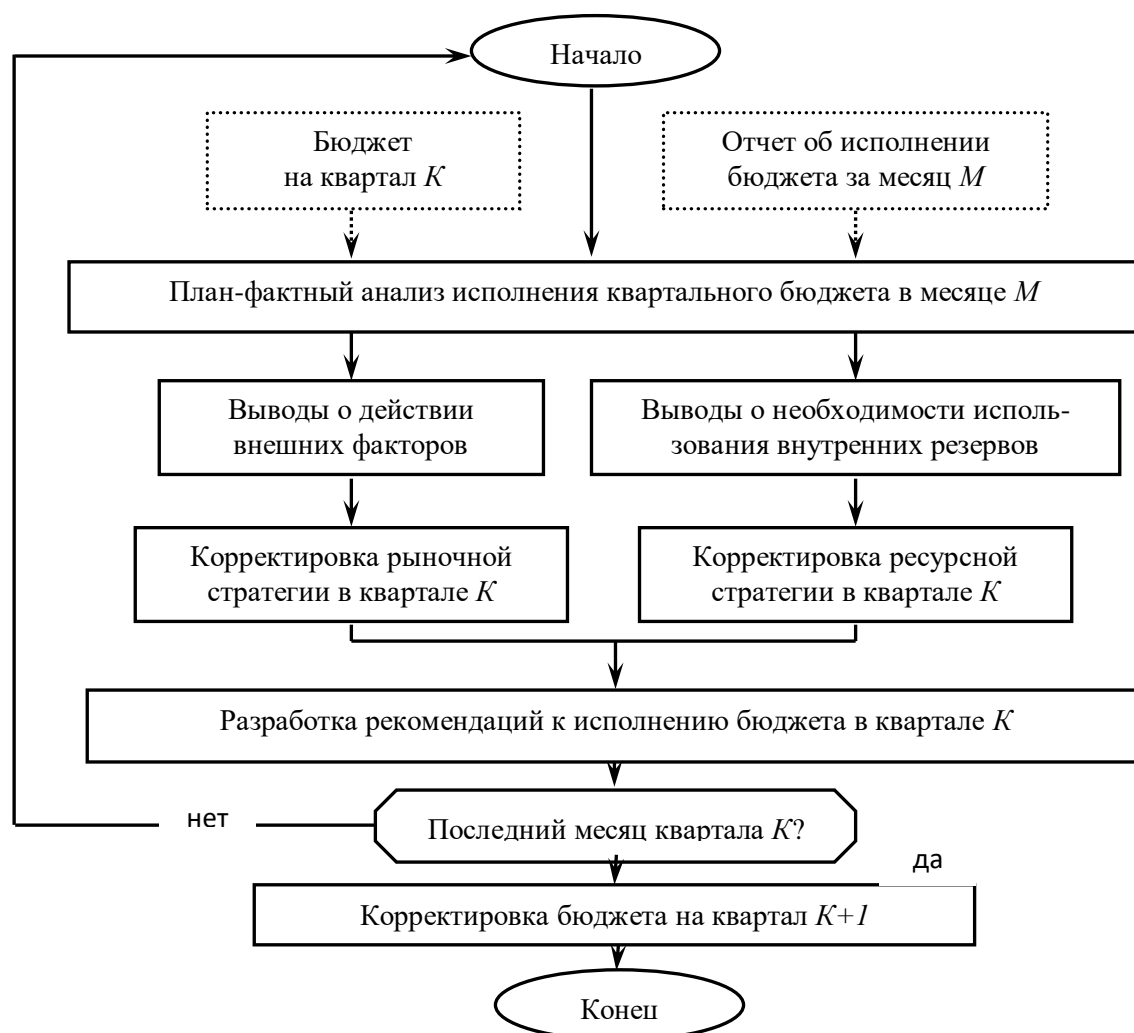 Начало
Бюджет
на квартал К
Отчет об исполнении
бюджета за месяц М
План-фактный анализ исполнения квартального бюджета в месяце М
Выводы о действии
внешних факторов
Выводы о необходимости исполь-
зования внутренних резервов
Корректировка рыночной
стратегии в квартале К
Корректировка ресурсной
стратегии в квартале К
Разработка рекомендаций к исполнению бюджета в квартале К
нет
Последний месяц квартала К?
да
Корректировка бюджета на квартал К+1
Конец